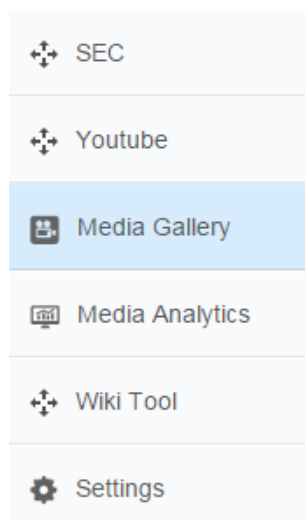 SEC
Youtube
Media Gallery
Media Analytics
Wiki Tool
Settings